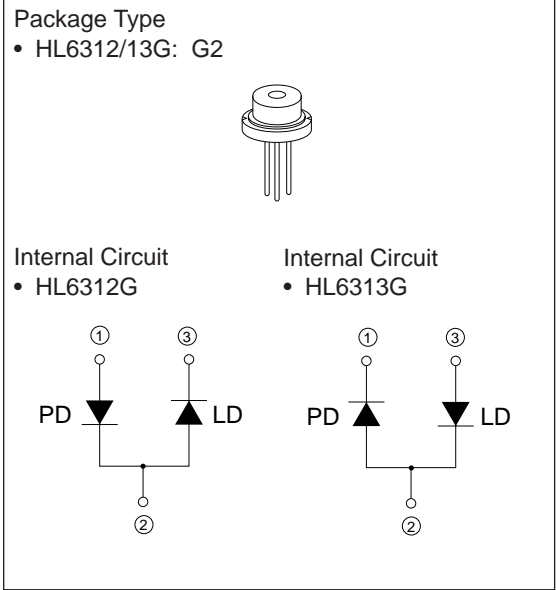 Package Type
• HL6312/13G: G2
Internal Circuit
• HL6312G
① ③
PD LD
②
Internal Circuit
• HL6313G
① ③
PD LD
②